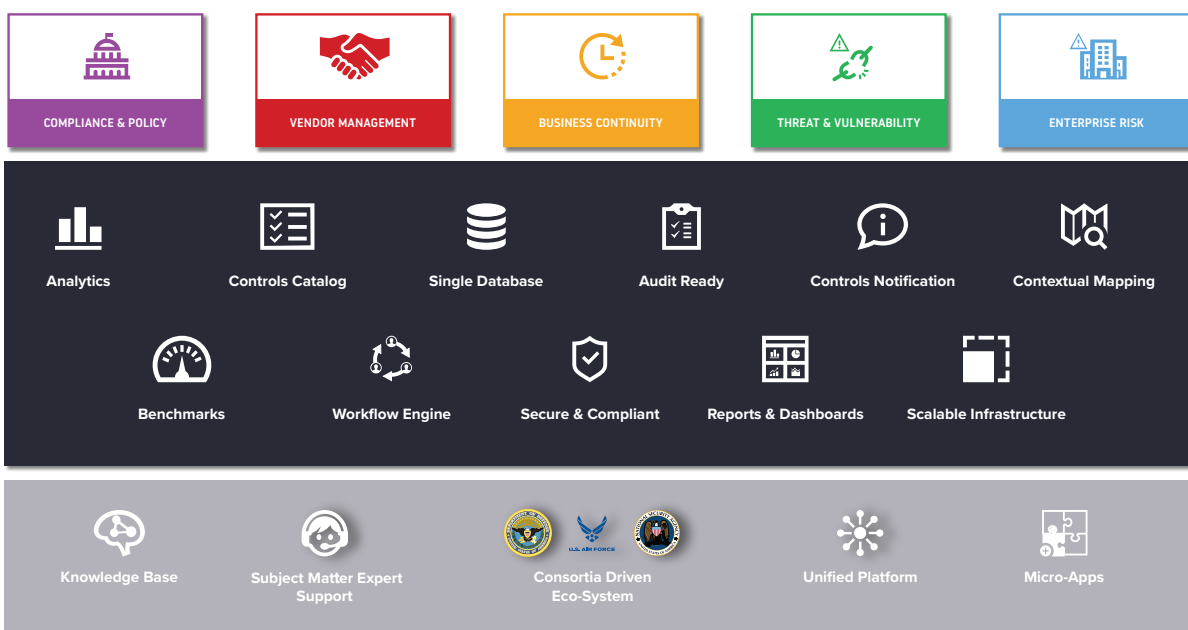 COMPLIANCE & POLICY
VENDOR MANAGEMENT
BUSINESS CONTINUITY
THREAT & VULNERABILITY
ENTERPRISE RISK
Analytics
Controls Catalog
Single Database
Audit Ready
Controls Notification
Contextual Mapping
Benchmarks
Workflow Engine
Secure & Compliant
Reports & Dashboards
Scalable Infrastructure
U.S. AIR FORCE
Knowledge Base
Subject Matter Expert
Support
Consortia Driven
Eco-System
Unified Platform
Micro-Apps